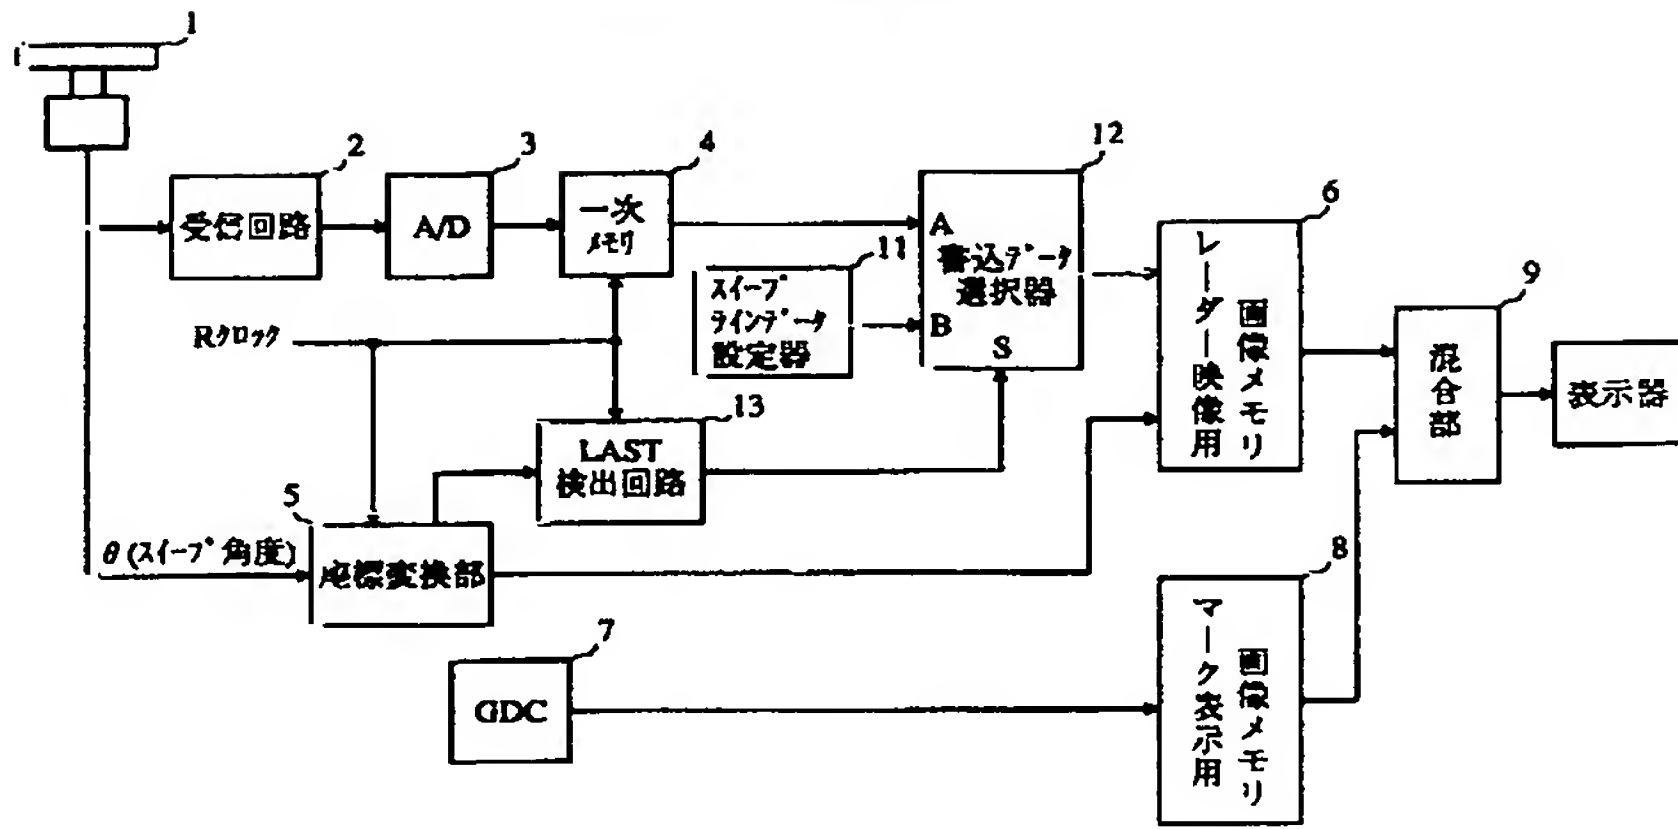 1
2
受信回路
3
A/D
4
一次
メモリ
12
A
書込データ
選択器
B
S
11
スイープ
ラインデータ
設定器
6
レーダー映像用
画像メモリ
9
混合部
表示器
Rクロック
13
LAST
検出回路
5
θ(スイープ角度)
座標変換部
7
GDC
8
マーク表示用
画像メモリ